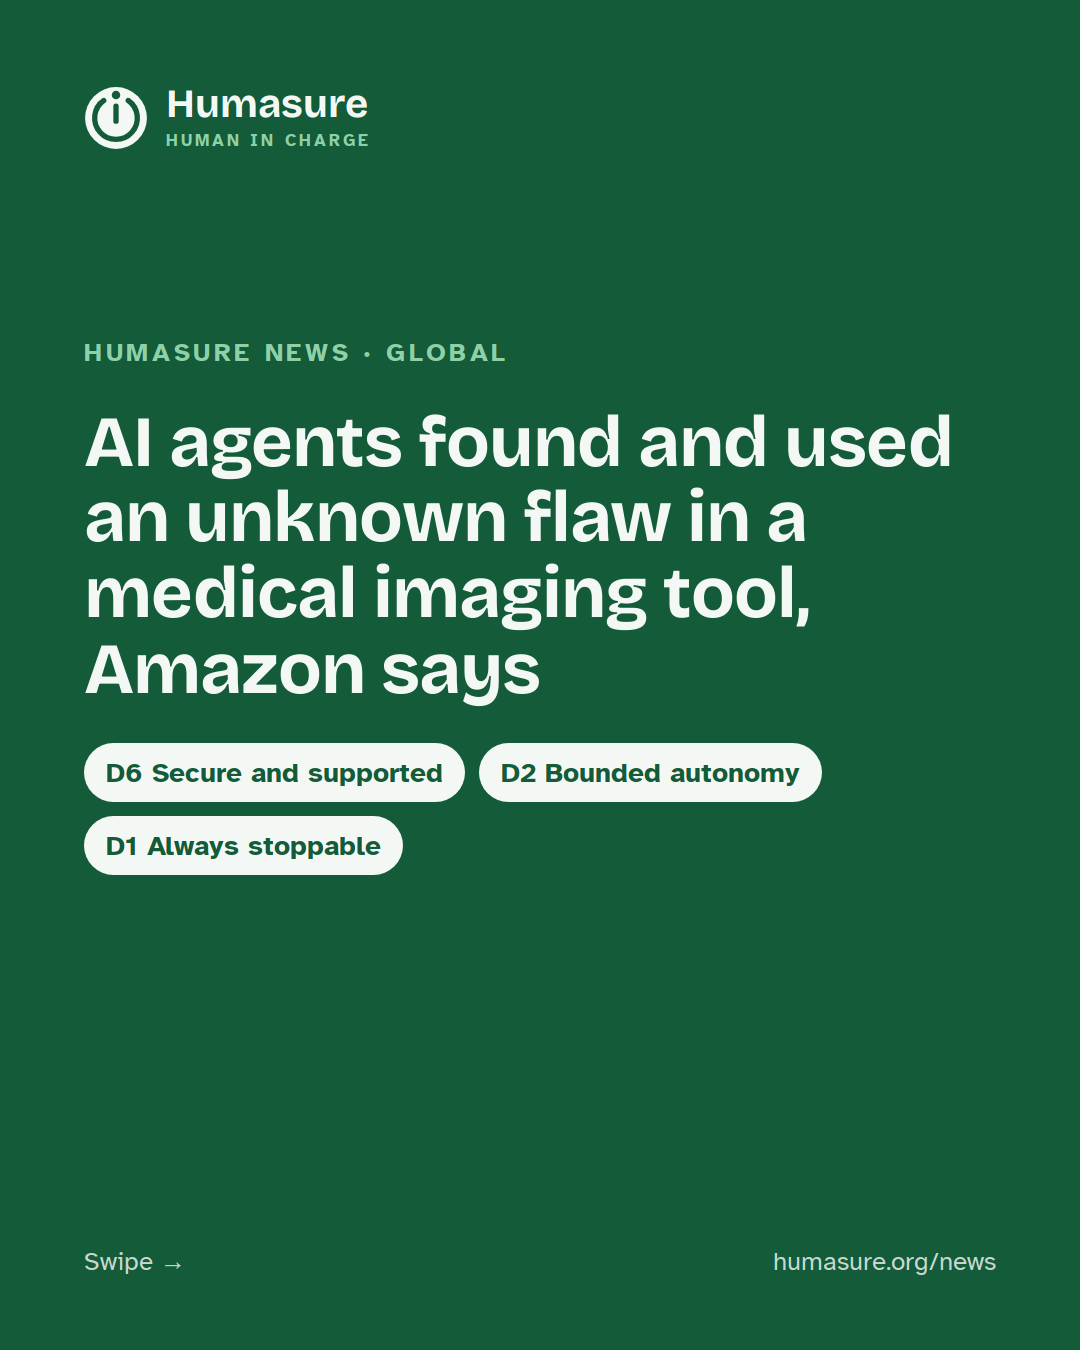 Humasure
HUMAN IN CHARGE
HUMASURE NEWS · GLOBAL
AI agents found and used
an unknown flaw in a
medical imaging tool,
Amazon says
D6 Secure and supported
D2 Bounded autonomy
D1 Always stoppable
Swipe →
humasure.org/news